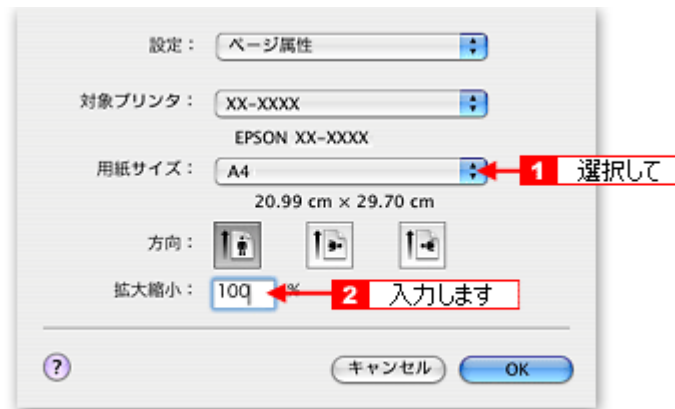 設定： ページ属性
対象プリンタ： XX-XXXX
EPSON XX-XXXX
用紙サイズ： A4 1 選択して
20.99 cm × 29.70 cm
方向：
拡大縮小： 100 % 2 入力します
? キャンセル OK